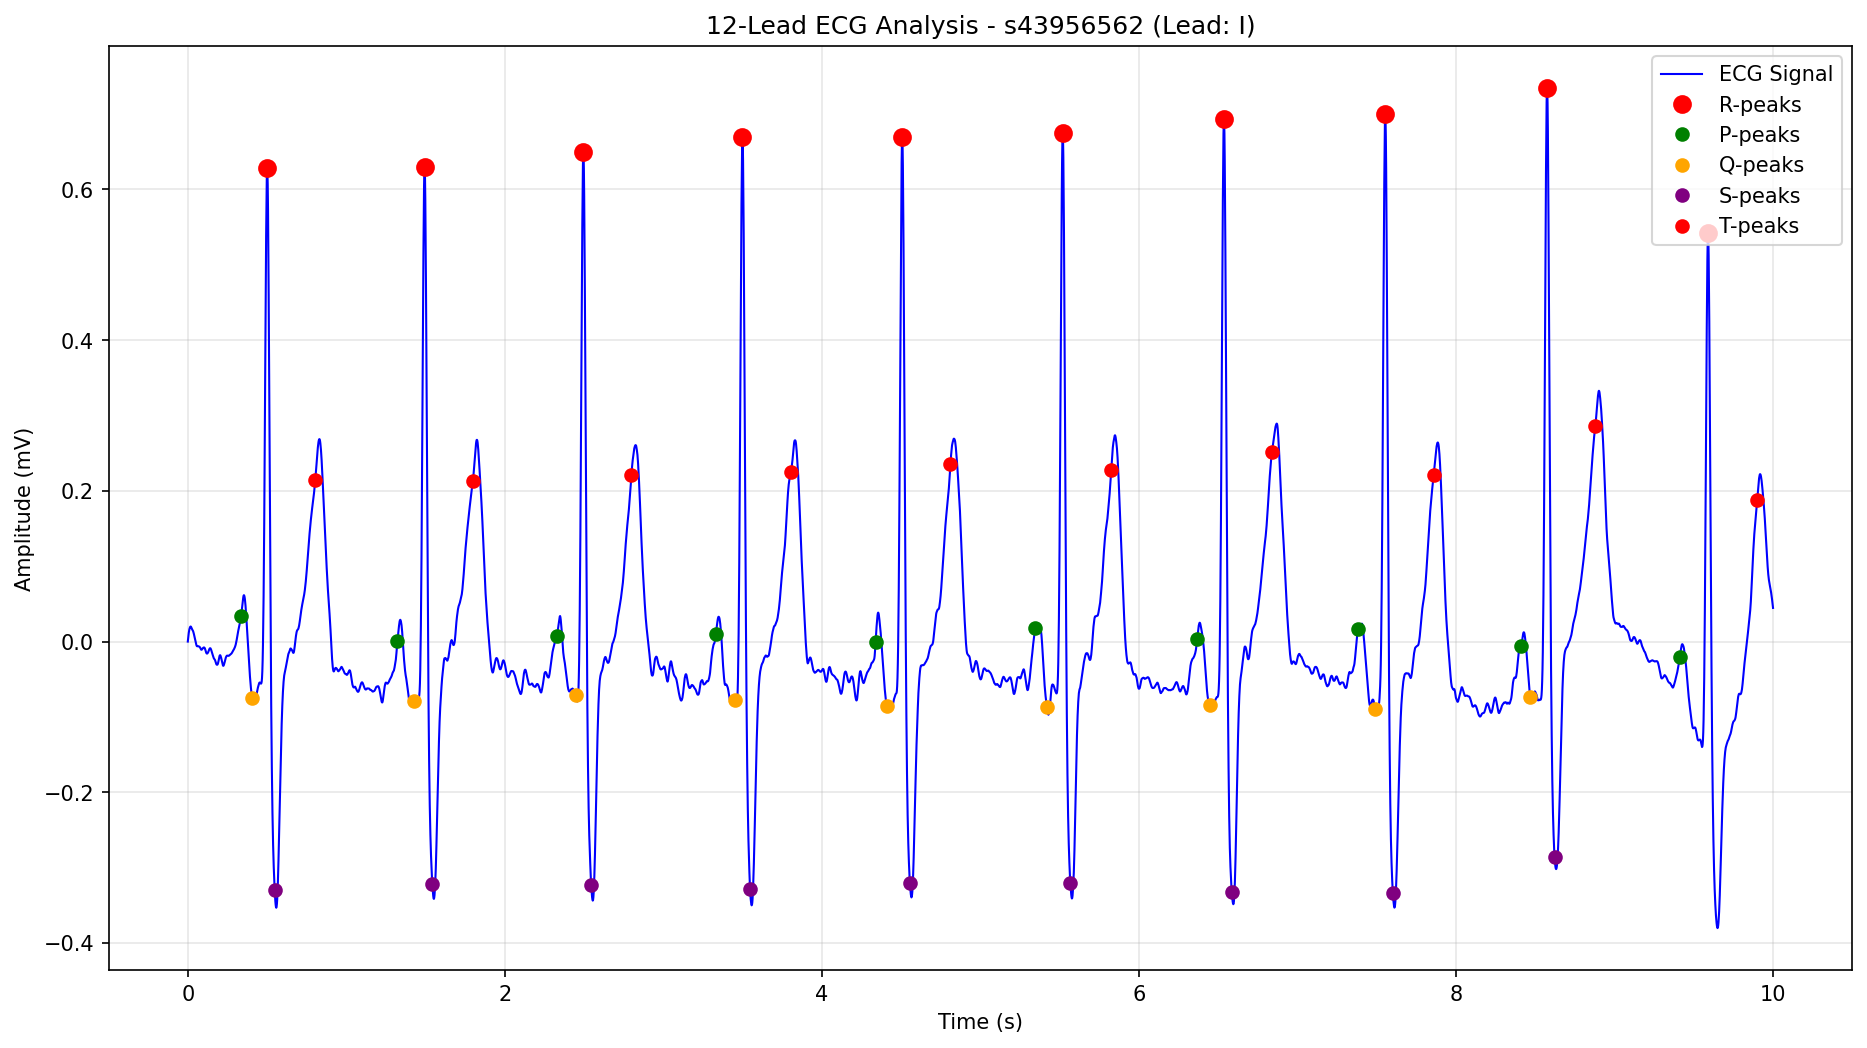 12-Lead ECG Analysis - s43956562 (Lead: I)
ECG Signal
R-peaks
P-peaks
Q-peaks
S-peaks
T-peaks
Amplitude (mV)
0.6
0.4
0.2
0.0
−0.2
−0.4
0 2 4 6 8 10
Time (s)